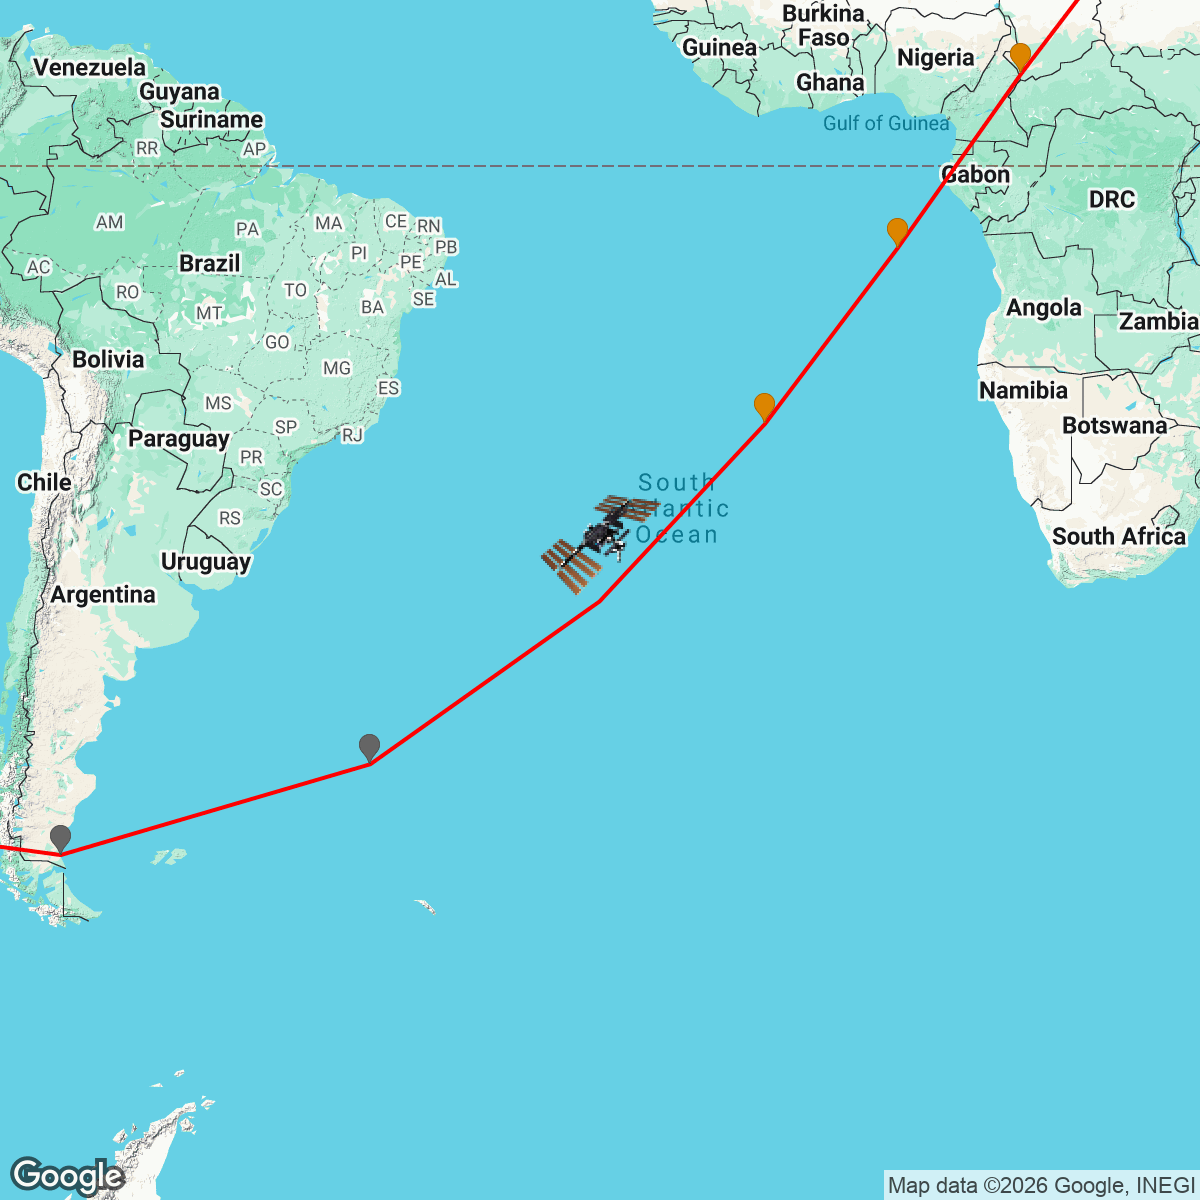 Burkina
Faso
Guinea
Nigeria
Venezuela
Ghana
Guyana
Suriname
Gulf of Guinea
RR
AP
Gabon
DRC
AM
PA
MA
CE
RN
PB
PI
PE
Brazil
AC
AL
RO
TO
SE
BA
MT
Angola
Zambia
GO
Bolivia
MG
ES
Namibia
MS
Botswana
SP
RJ
Paraguay
PR
Chile
SC
South
Atlantic
Ocean
RS
South Africa
Uruguay
Argentina
Google
Map data ©2026 Google, INEGI